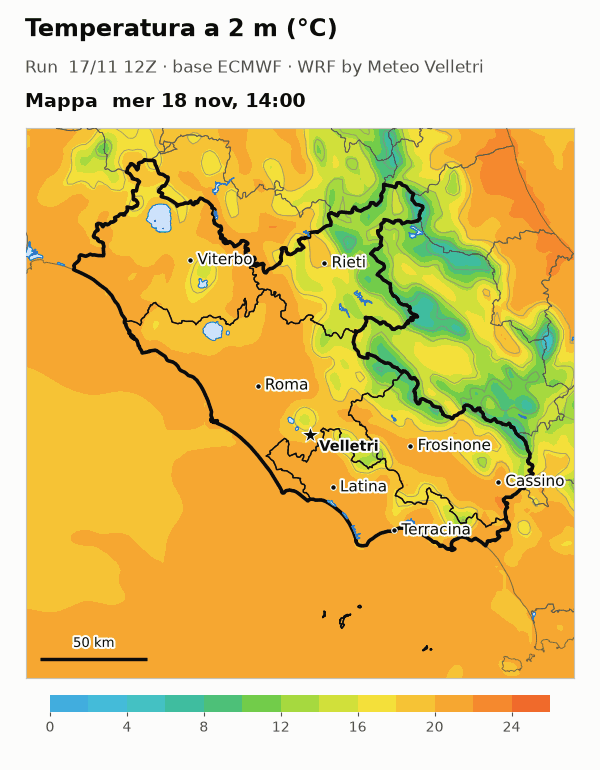 Temperatura a 2 m (°C)
Run  17/11 12Z · base ECMWF · WRF by Meteo Velletri
Mappa  mer 18 nov, 14:00
Viterbo
Rieti
Roma
Velletri
Frosinone
Cassino
Latina
Terracina
50 km
0 4 8 12 16 20 24